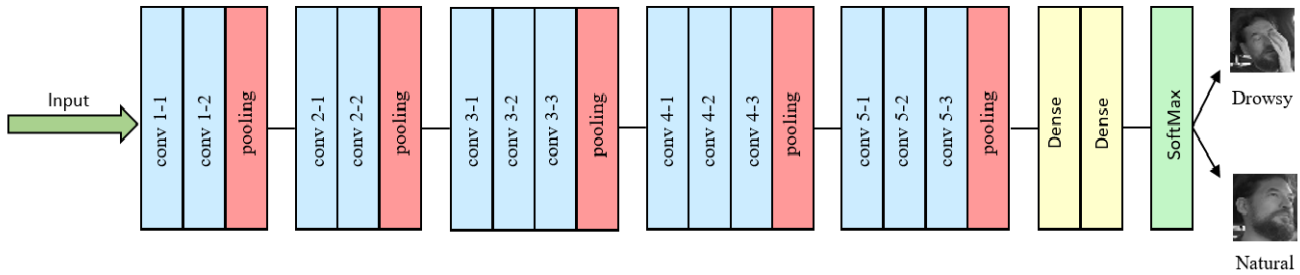 Input
conv 1-1
conv 1-2
pooling
conv 2-1
conv 2-2
pooling
conv 3-1
conv 3-2
conv 3-3
pooling
conv 4-1
conv 4-2
conv 4-3
pooling
conv 5-1
conv 5-2
conv 5-3
pooling
Dense
Dense
SoftMax
Drowsy
Natural